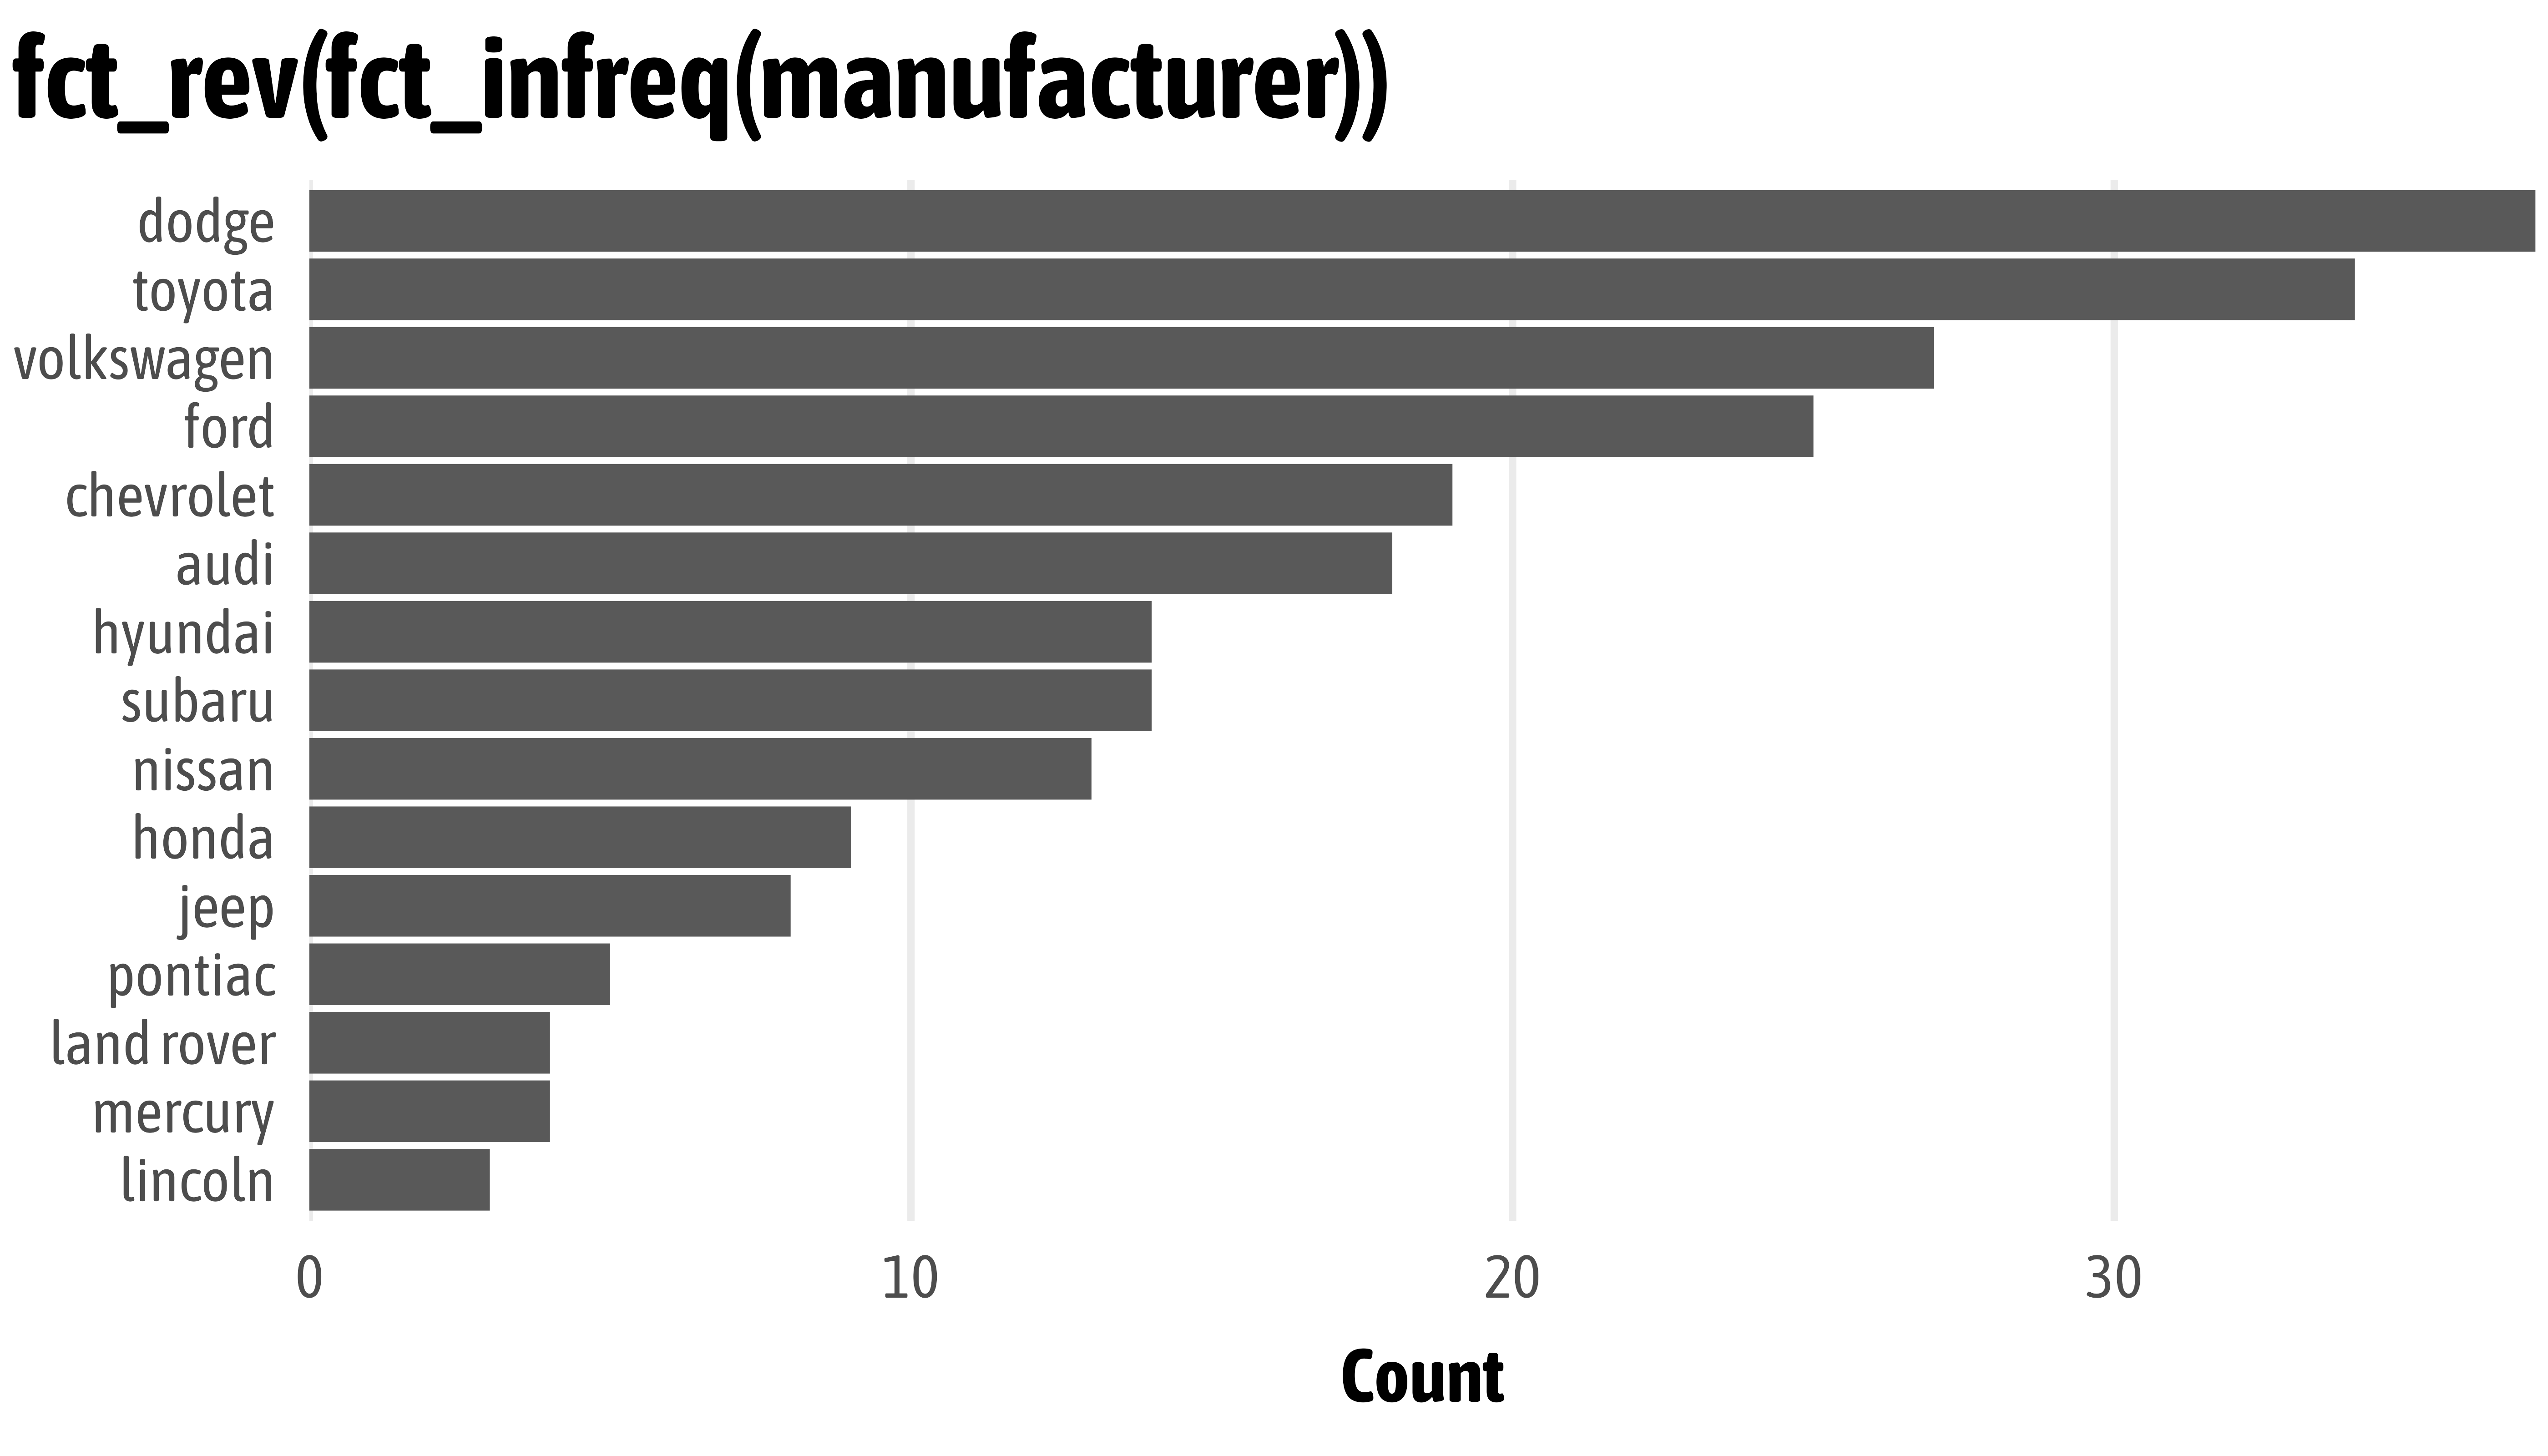 fct_rev(fct_infreq(manufacturer))
dodge
toyota
volkswagen
ford
chevrolet
audi
hyundai
subaru
nissan
honda
jeep
pontiac
land rover
mercury
lincoln
0 10 20 30
Count